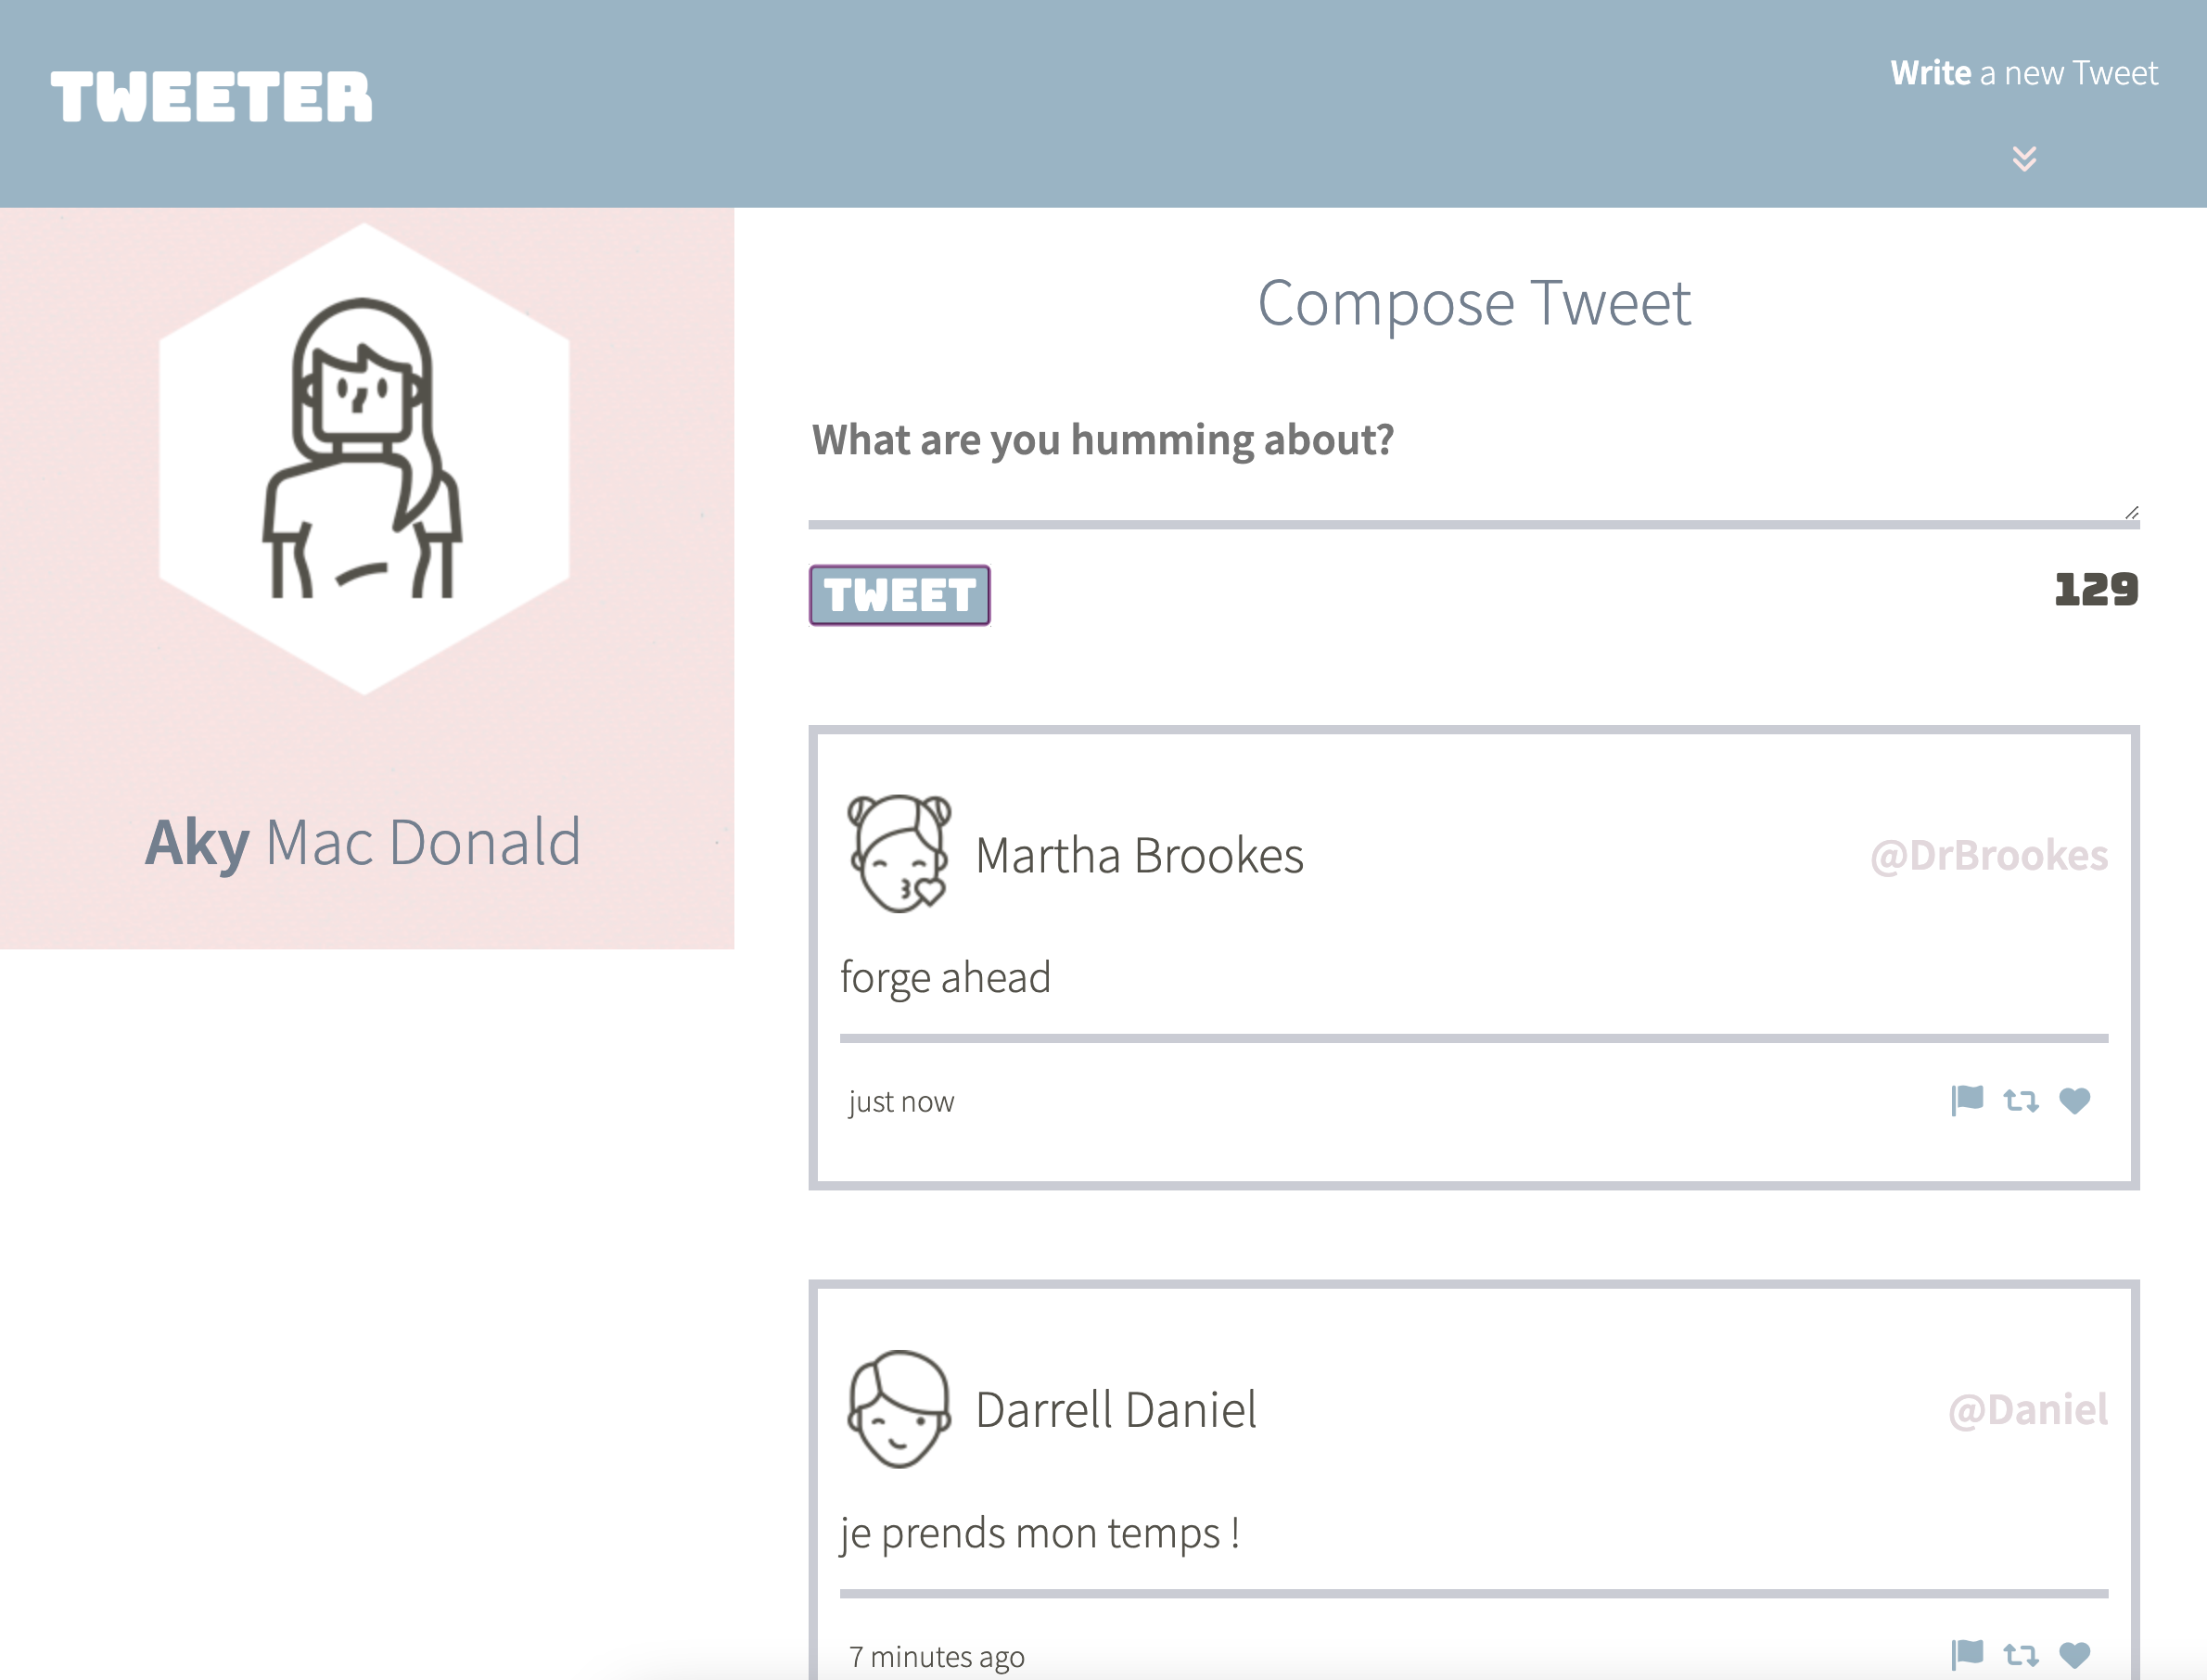 TWEETER
Write a new Tweet
Aky Mac Donald
Compose Tweet
What are you humming about?
TWEET
129
Martha Brookes
@DrBrookes
forge ahead
just now
Darrell Daniel
@Daniel
je prends mon temps !
7 minutes ago